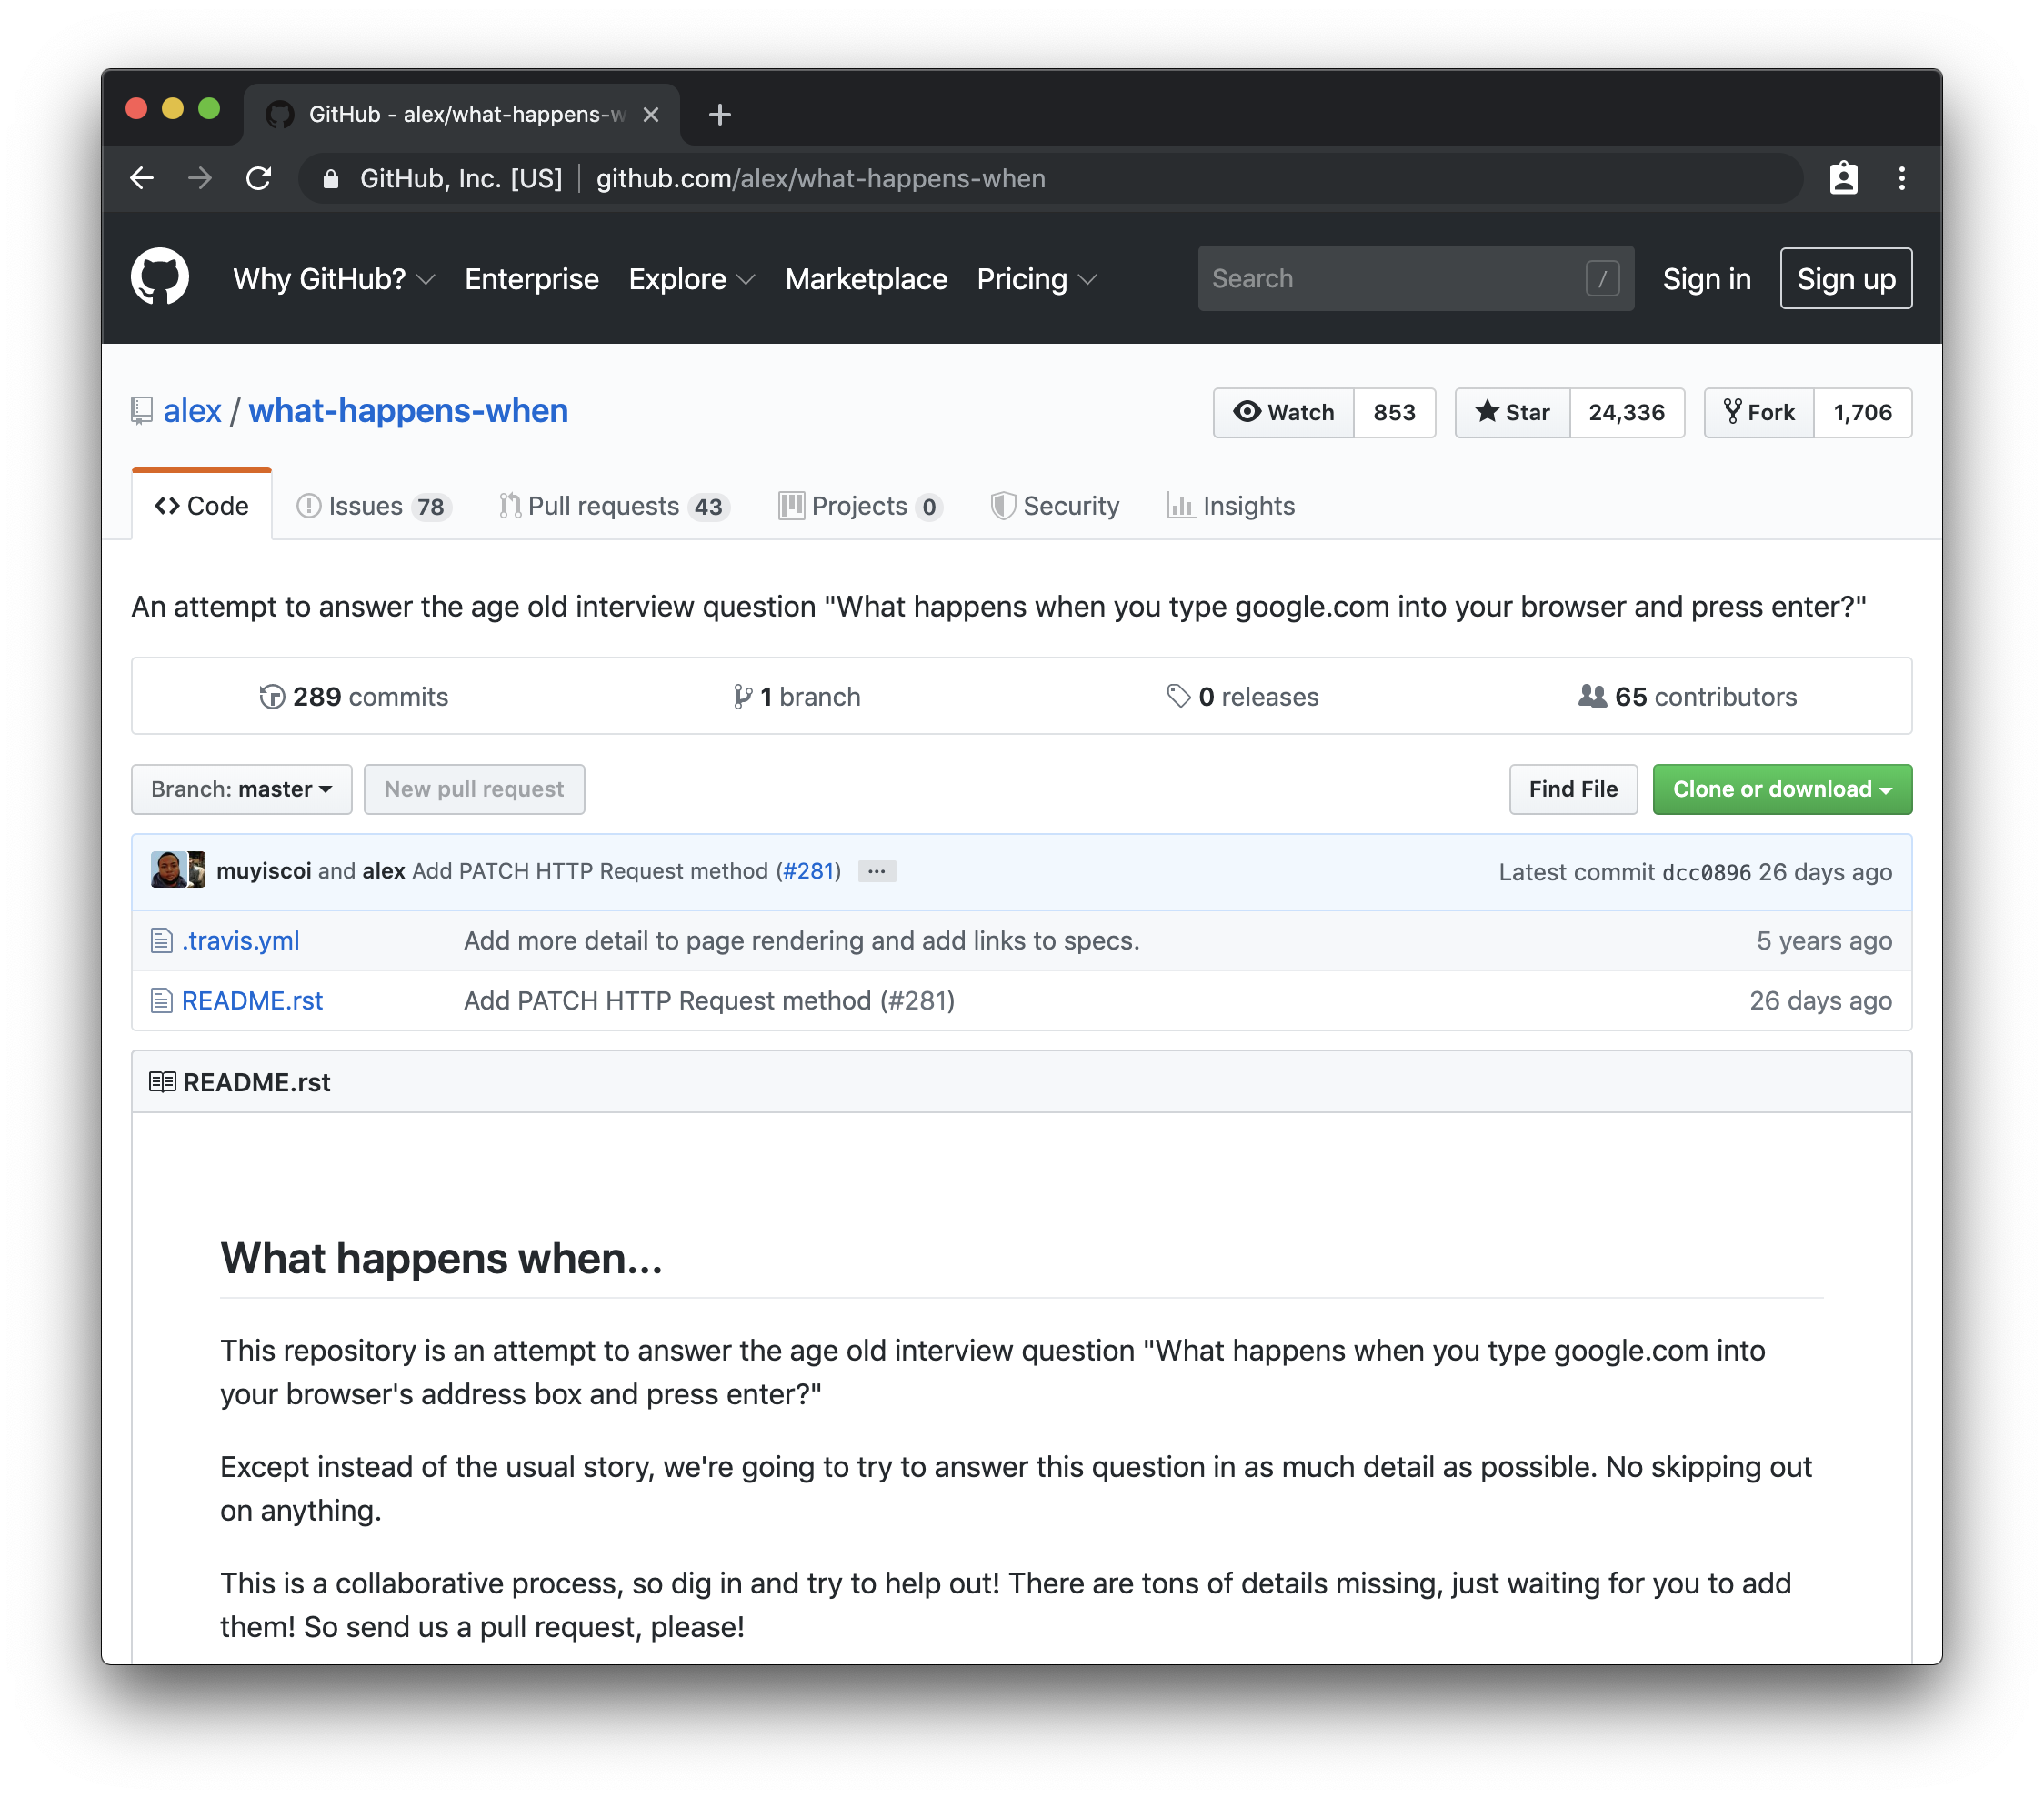 GitHub - alex/what-happens-w
GitHub, Inc. [US] github.com/alex/what-happens-when
Why GitHub? Enterprise Explore Marketplace Pricing Search / Sign in Sign up
alex / what-happens-when Watch 853 Star 24,336 Fork 1,706
Code Issues 78 Pull requests 43 Projects 0 Security Insights
An attempt to answer the age old interview question "What happens when you type google.com into your browser and press enter?"
289 commits 1 branch 0 releases 65 contributors
Branch: master New pull request Find File Clone or download
muyiscoi and alex Add PATCH HTTP Request method (#281) ... Latest commit dcc0896 26 days ago
.travis.yml Add more detail to page rendering and add links to specs. 5 years ago
README.rst Add PATCH HTTP Request method (#281) 26 days ago
README.rst
What happens when...
This repository is an attempt to answer the age old interview question "What happens when you type google.com into
your browser's address box and press enter?"
Except instead of the usual story, we're going to try to answer this question in as much detail as possible. No skipping out
on anything.
This is a collaborative process, so dig in and try to help out! There are tons of details missing, just waiting for you to add
them! So send us a pull request, please!